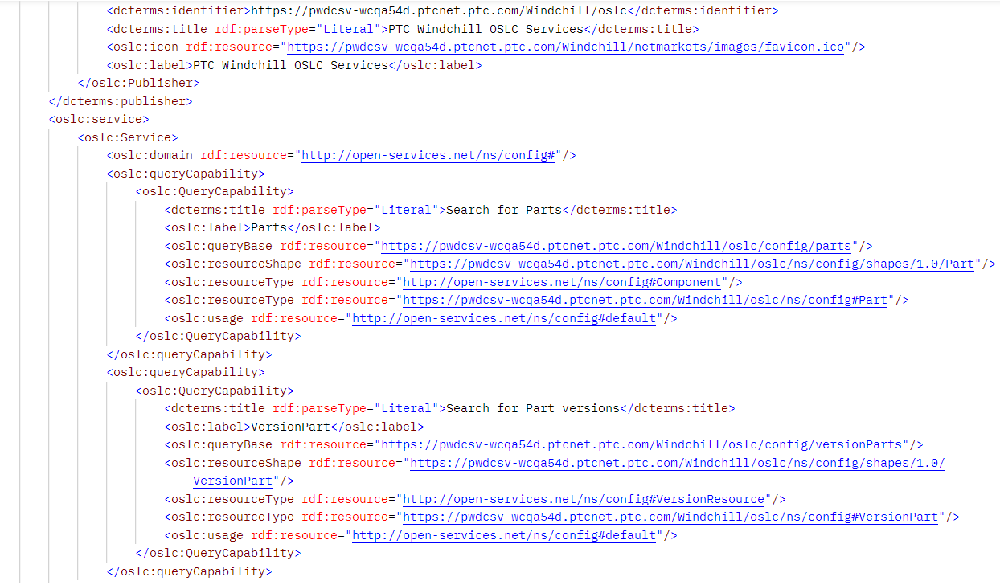 <dcterms:identifier>https://pwdcsv-wcqa54d.ptcnet.ptc.com/Windchill/oslc</dcterms:identifier>
<dcterms:title rdf:parseType="Literal">PTC Windchill OSLC Services</dcterms:title>
<oslc:icon rdf:resource="https://pwdcsv-wcqa54d.ptcnet.ptc.com/Windchill/netmarkets/images/favicon.ico"/>
<oslc:label>PTC Windchill OSLC Services</oslc:label>
</oslc:Publisher>
</dcterms:publisher>
<oslc:service>
<oslc:Service>
<oslc:domain rdf:resource="http://open-services.net/ns/config#"/>
<oslc:queryCapability>
<oslc:QueryCapability>
<dcterms:title rdf:parseType="Literal">Search for Parts</dcterms:title>
<oslc:label>Parts</oslc:label>
<oslc:queryBase rdf:resource="https://pwdcsv-wcqa54d.ptcnet.ptc.com/Windchill/oslc/config/parts"/>
<oslc:resourceShape rdf:resource="https://pwdcsv-wcqa54d.ptcnet.ptc.com/Windchill/oslc/ns/config/shapes/1.0/Part"/>
<oslc:resourceType rdf:resource="http://open-services.net/ns/config#Component"/>
<oslc:resourceType rdf:resource="https://pwdcsv-wcqa54d.ptcnet.ptc.com/Windchill/oslc/ns/config#Part"/>
<oslc:usage rdf:resource="http://open-services.net/ns/config#default"/>
</oslc:QueryCapability>
</oslc:queryCapability>
<oslc:queryCapability>
<oslc:QueryCapability>
<dcterms:title rdf:parseType="Literal">Search for Part versions</dcterms:title>
<oslc:label>VersionPart</oslc:label>
<oslc:queryBase rdf:resource="https://pwdcsv-wcqa54d.ptcnet.ptc.com/Windchill/oslc/config/versionParts"/>
<oslc:resourceShape rdf:resource="https://pwdcsv-wcqa54d.ptcnet.ptc.com/Windchill/oslc/ns/config/shapes/1.0/
VersionPart"/>
<oslc:resourceType rdf:resource="http://open-services.net/ns/config#VersionResource"/>
<oslc:resourceType rdf:resource="https://pwdcsv-wcqa54d.ptcnet.ptc.com/Windchill/oslc/ns/config#VersionPart"/>
<oslc:usage rdf:resource="http://open-services.net/ns/config#default"/>
</oslc:QueryCapability>
</oslc:queryCapability>